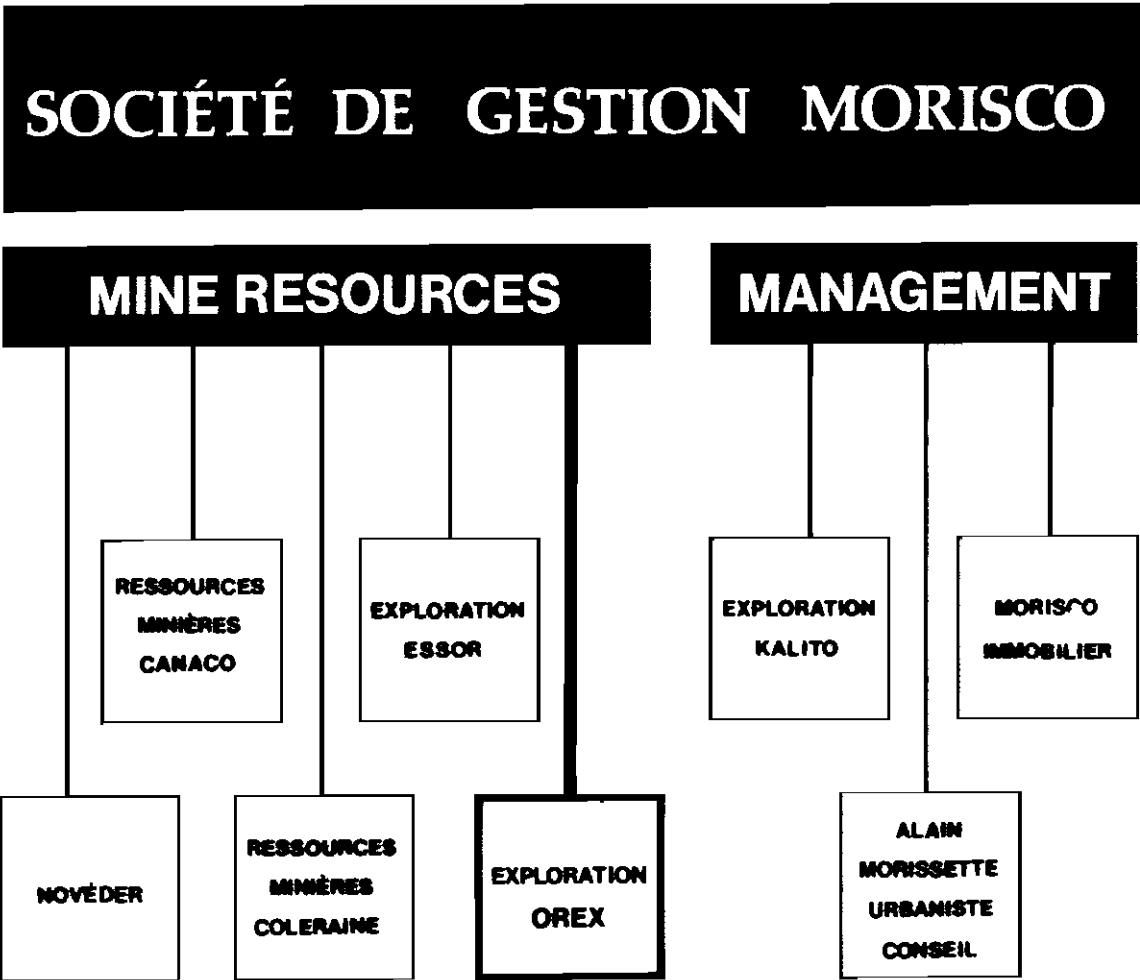 SOCIÉTÉ DE GESTION MORISCO
MINE RESOURCES
MANAGEMENT
RESSOURCES
MINIÈRES
CANACO
EXPLORATION
ESSOR
EXPLORATION
KALITO
MORISCO
IMMOBILIER
NOVÉDER
RESSOURCES
MINIÈRES
COLERAINE
EXPLORATION
OREX
ALAIN
MORISSETTE
URBANISTE
CONSEIL